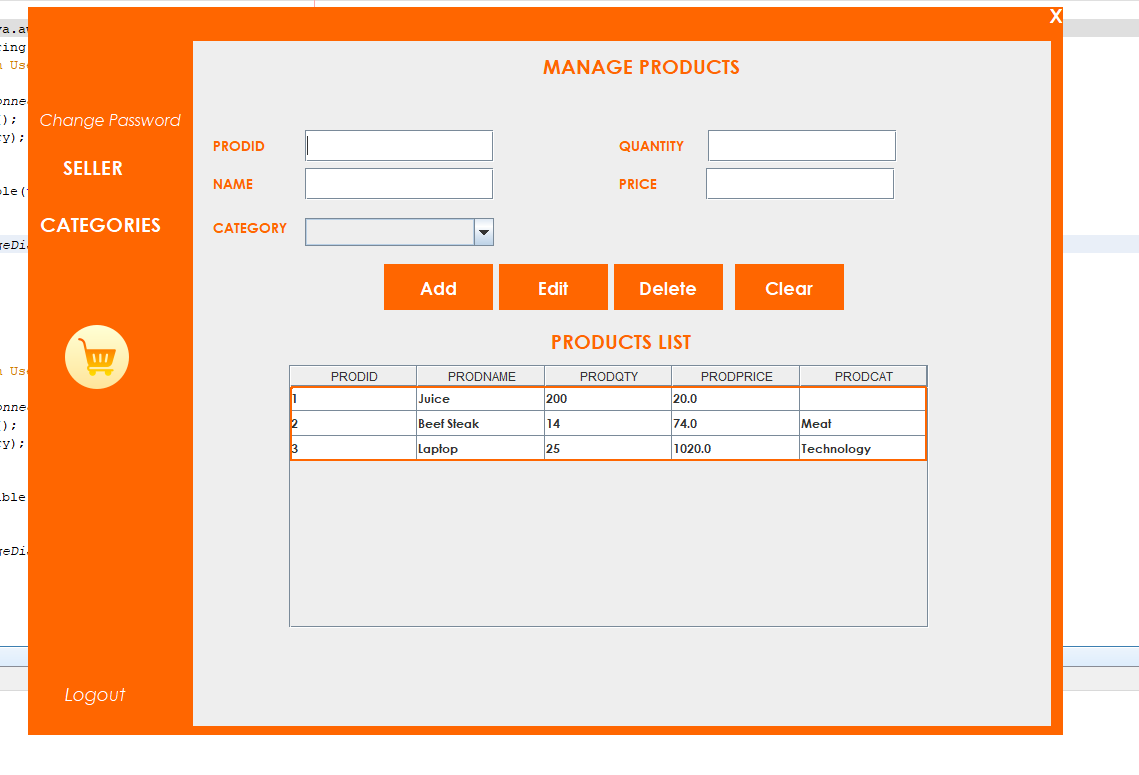 X
MANAGE PRODUCTS
Change Password
SELLER
CATEGORIES
Logout
PRODID
QUANTITY
NAME
PRICE
CATEGORY
Add Edit Delete Clear
PRODUCTS LIST
PRODID PRODNAME PRODQTY PRODPRICE PRODCAT
1 Juice 200 20.0
2 Beef Steak 14 74.0 Meat
3 Laptop 25 1020.0 Technology